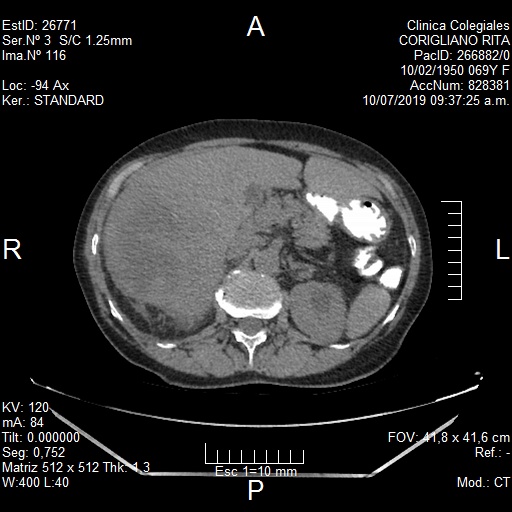 EstID: 26771
Ser.Nº 3 S/C 1.25mm
Ima.Nº 116
Loc: -94 Ax
Ker.: STANDARD
A
Clinica Colegiales
CORIGLIANO RITA
PacID: 266882/0
10/02/1950 069Y F
AccNum: 828381
10/07/2019 09:37:25 a.m.
R
L
KV: 120
mA: 84
Tilt: 0.000000
Seg: 0,752
Matriz 512 x 512 Thk: 1.3
W:400 L:40
Esc 1=10 mm
P
FOV: 41,8 x 41,6 cm
Ref.: -
Mod.: CT